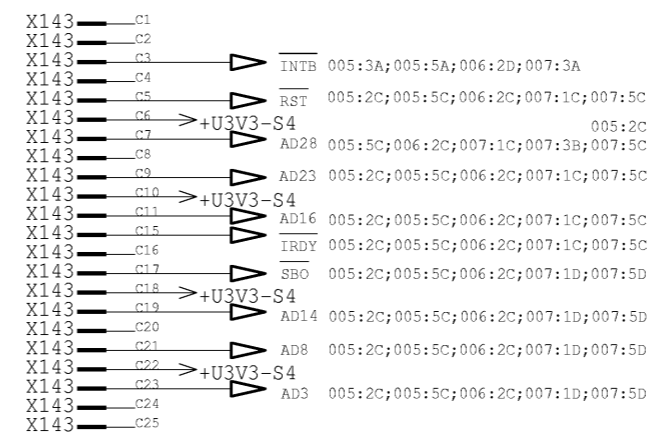 X143 C1
X143 C2
X143 C3 INTB 005:3A;005:5A;006:2D;007:3A
X143 C4
X143 C5 RST 005:2C;005:5C;006:2C;007:1C;007:5C
X143 C6 +U3V3-S4 005:2C
X143 C7 AD28 005:5C;006:2C;007:1C;007:3B;007:5C
X143 C8
X143 C9 AD23 005:2C;005:5C;006:2C;007:1C;007:5C
X143 C10 +U3V3-S4
X143 C11 AD16 005:2C;005:5C;006:2C;007:1C;007:5C
X143 C15 IRDY 005:2C;005:5C;006:2C;007:1C;007:5C
X143 C16
X143 C17 SBO 005:2C;005:5C;006:2C;007:1D;007:5D
X143 C18 +U3V3-S4
X143 C19 AD14 005:2C;005:5C;006:2C;007:1D;007:5D
X143 C20
X143 C21 AD8 005:2C;005:5C;006:2C;007:1D;007:5D
X143 C22 +U3V3-S4
X143 C23 AD3 005:2C;005:5C;006:2C;007:1D;007:5D
X143 C24
X143 C25